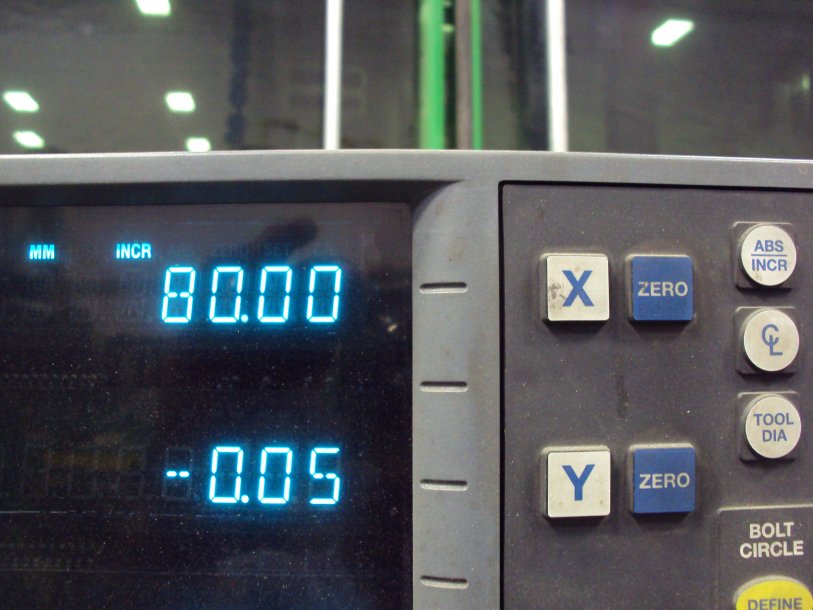 MM INCR
80.00
-0.05
X ZERO
ABS
INCR
CL
TOOL
DIA
Y ZERO
BOLT
CIRCLE
DEFINE